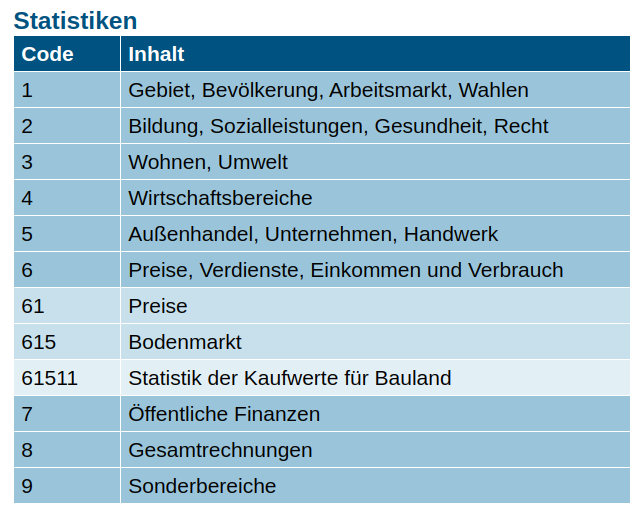 Statistiken
Code Inhalt
1 Gebiet, Bevölkerung, Arbeitsmarkt, Wahlen
2 Bildung, Sozialleistungen, Gesundheit, Recht
3 Wohnen, Umwelt
4 Wirtschaftsbereiche
5 Außenhandel, Unternehmen, Handwerk
6 Preise, Verdienste, Einkommen und Verbrauch
61 Preise
615 Bodenmarkt
61511 Statistik der Kaufwerte für Bauland
7 Öffentliche Finanzen
8 Gesamtrechnungen
9 Sonderbereiche